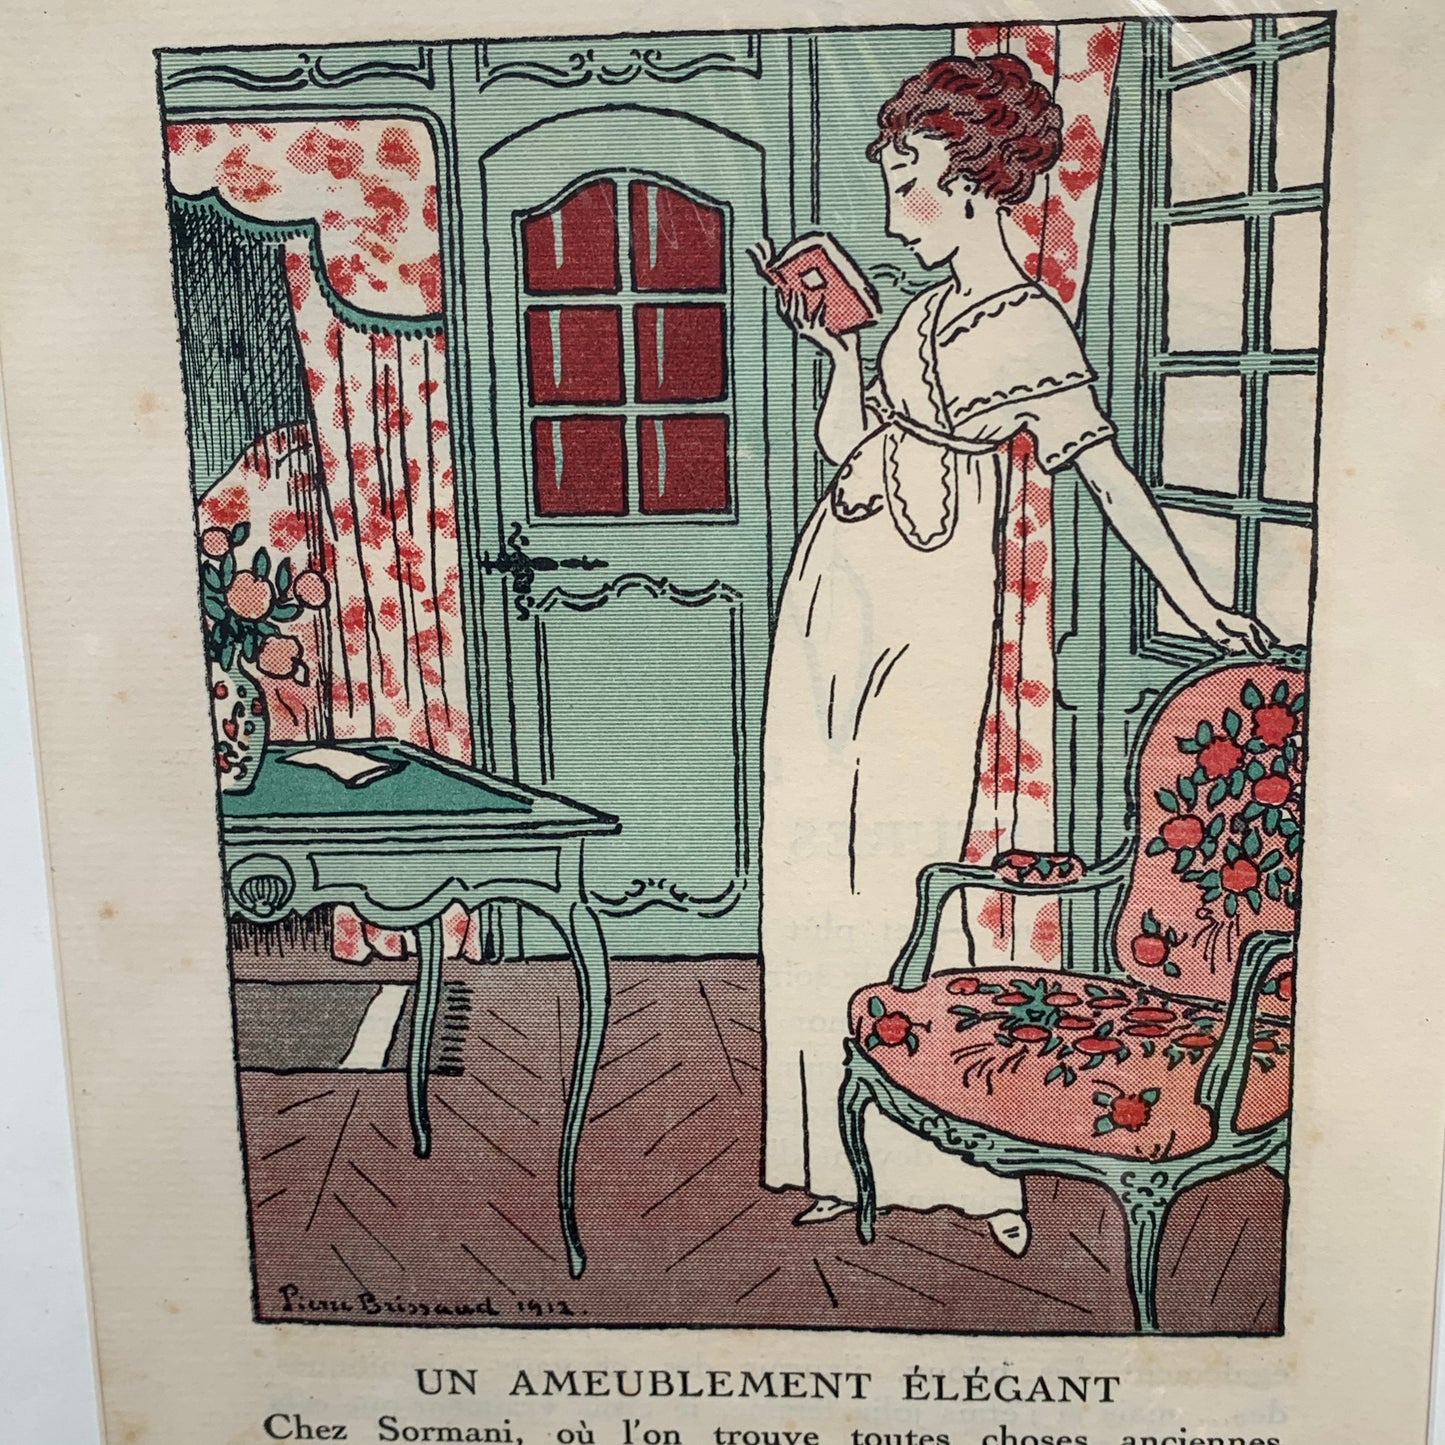 Pierre Brissaud 1912.
UN AMEUBLEMENT ÉLÉGANT
Chez Sormani, où l'on trouve toutes choses anciennes